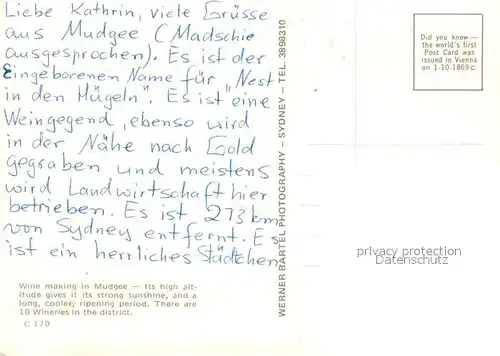 Liebe Kathrin, viele Grüsse
aus Mudgee (Madschie
ausgesprochen). Es ist der
Eingeborenen Name für „Nest
in den Hügeln". Es ist eine
Weingegend, ebenso wird
in der Nähe nach Gold
gegraben und meistens
wird Landwirtschaft hier
betrieben. Es ist 273 km
von Sydney entfernt. Es
ist ein herrliches Städtchen
Wine making in Mudgee — Its high alt-
itude gives it its strong sunshine, and a
long, cooler, ripening period. There are
10 Wineries in the district.
C 170
WERNER BARTEL PHOTOGRAPHY — SYDNEY — TEL. 3898310
Did you know —
the world's first
Post Card was
issued in Vienna
on 1-10-1869 c
privacy protection
Datenschutz